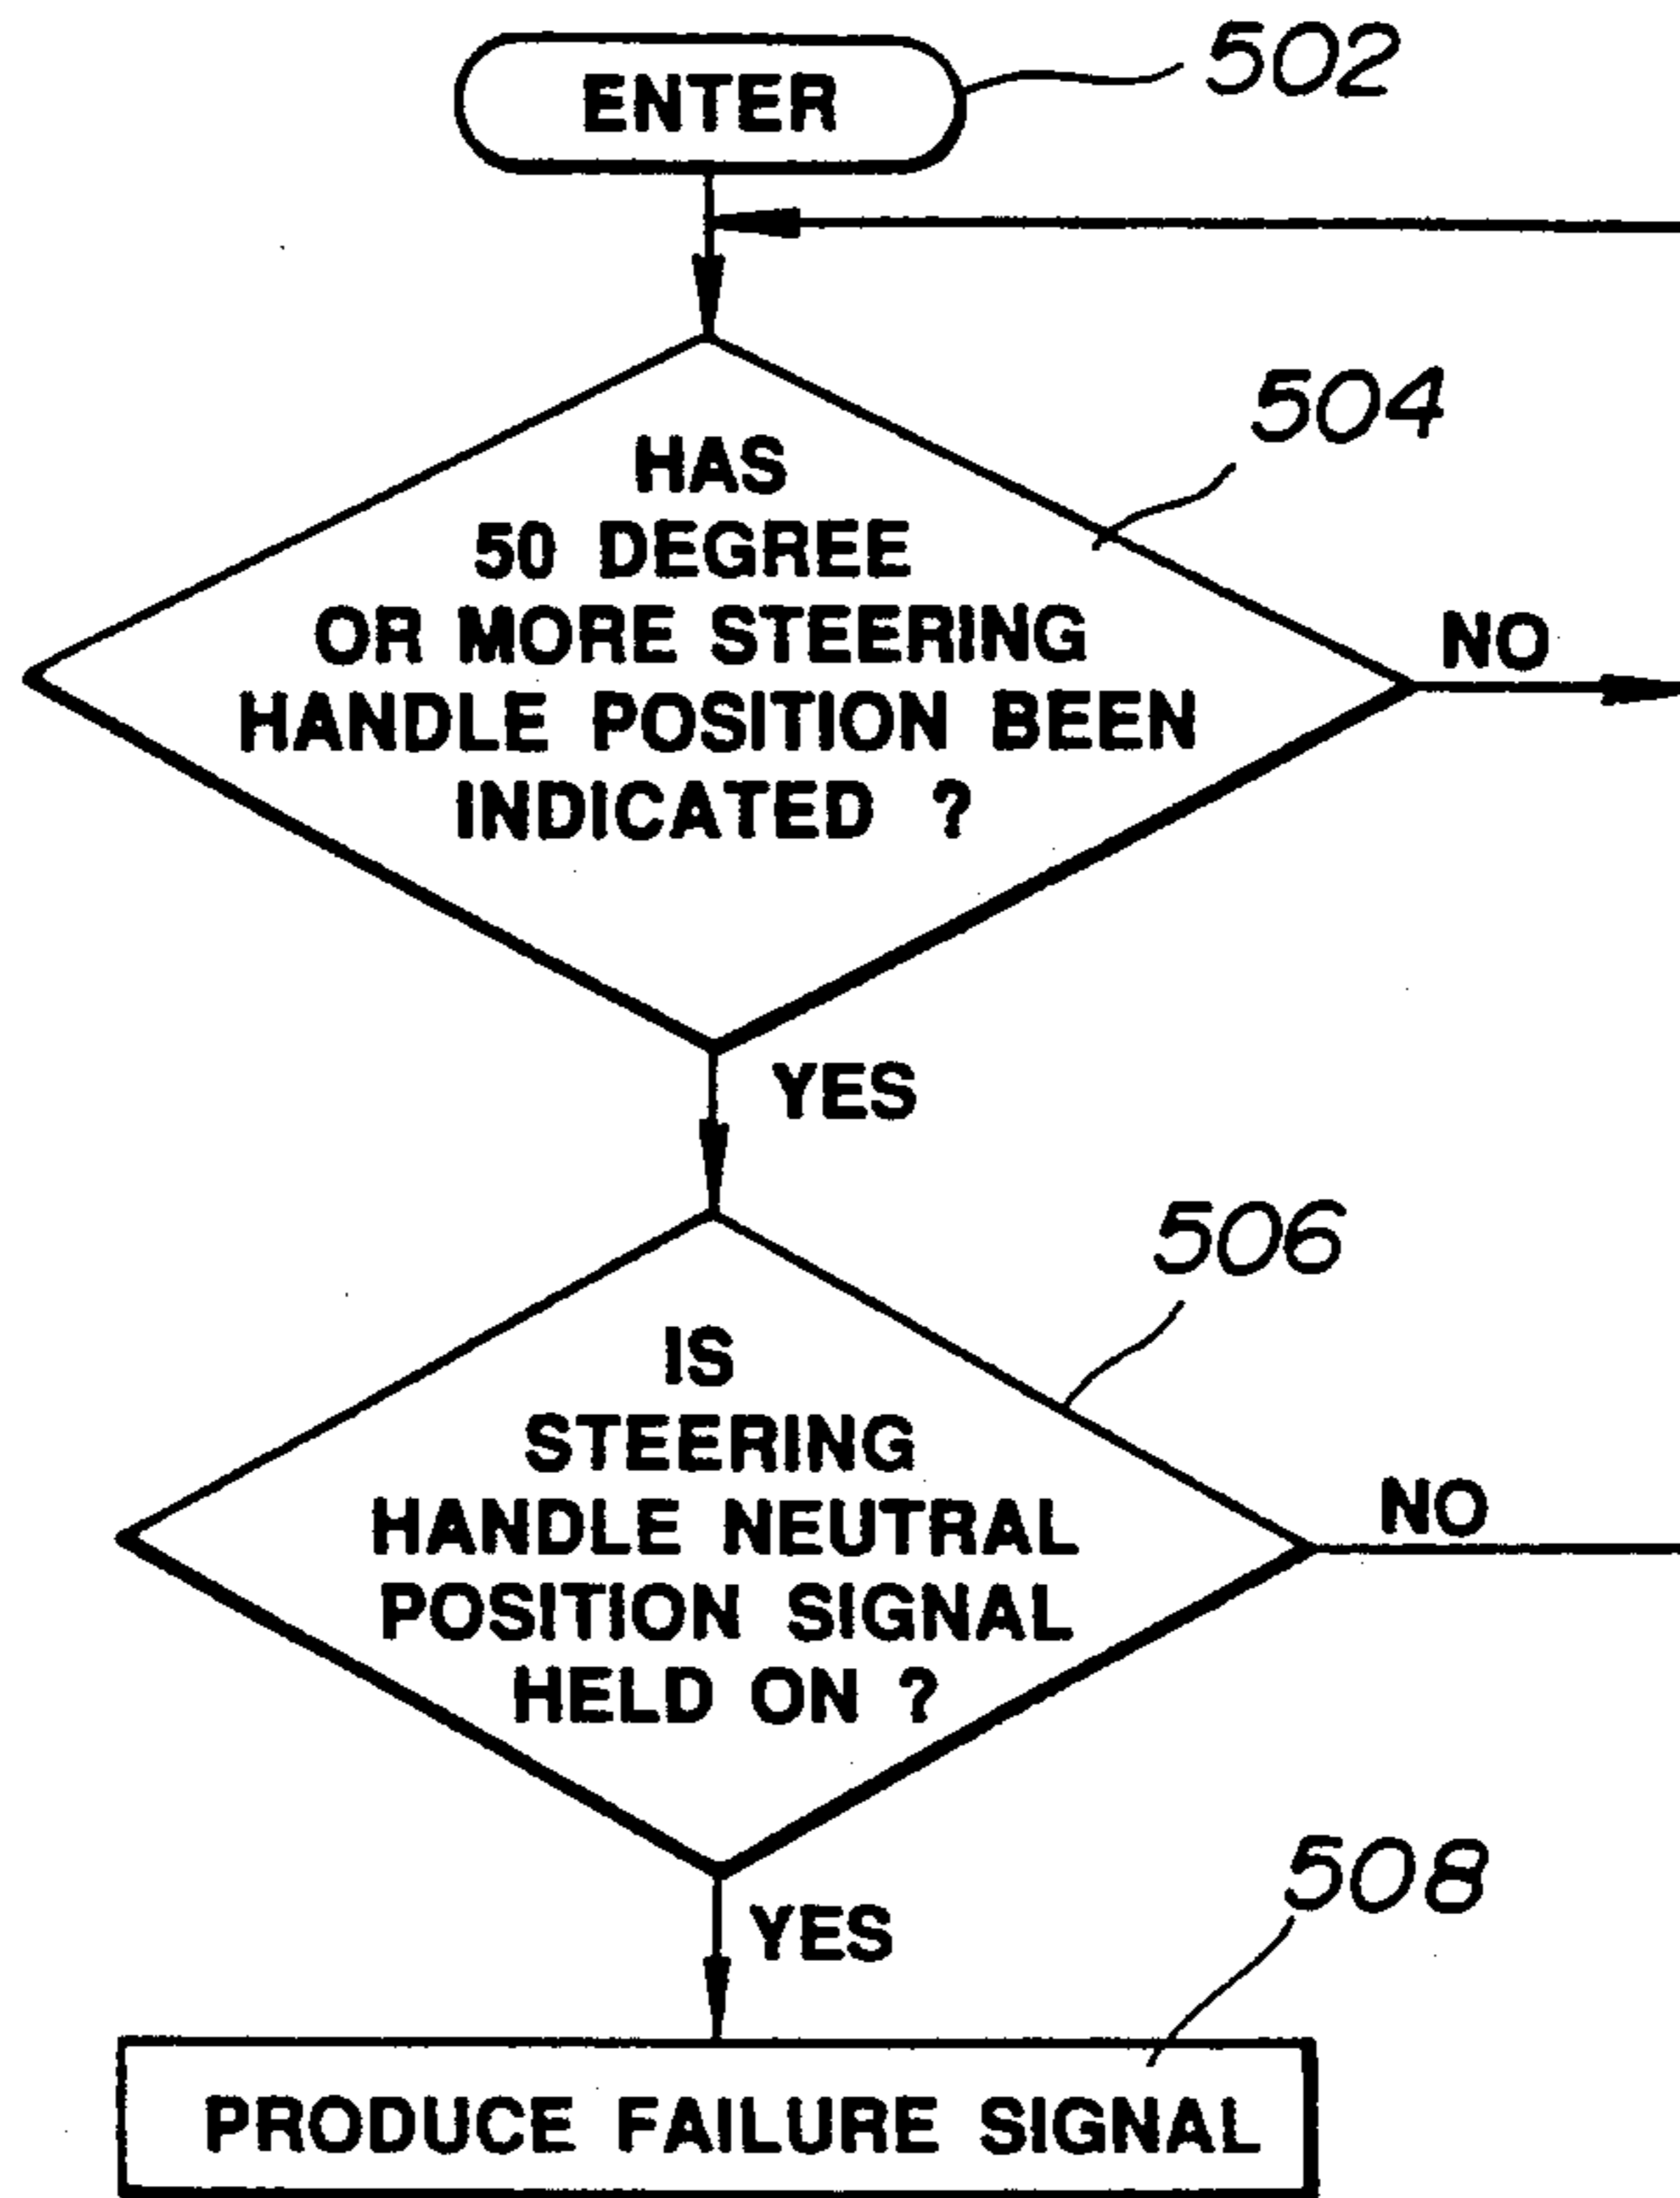 ENTER
502
504
HAS
50 DEGREE
OR MORE STEERING
HANDLE POSITION BEEN
INDICATED ?
NO
YES
506
IS
STEERING
HANDLE NEUTRAL
POSITION SIGNAL
HELD ON ?
NO
YES
508
PRODUCE FAILURE SIGNAL